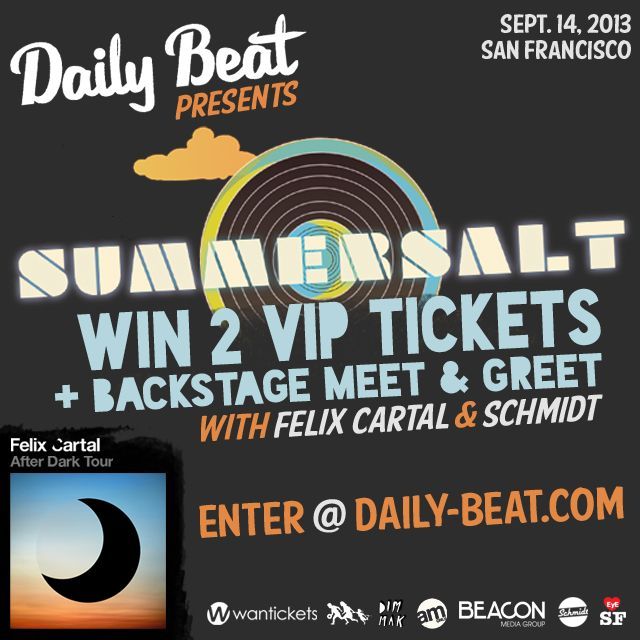 Daily Beat
PRESENTS
SEPT. 14, 2013
SAN FRANCISCO
SUMMERSALT
WIN 2 VIP TICKETS
+ BACKSTAGE MEET & GREET
WITH FELIX CARTAL & SCHMIDT
Felix Cartal
After Dark Tour
ENTER @ DAILY-BEAT.COM
W wantickets
DIM MAK
am
BEACON
MEDIA GROUP
Schmidt
EyE
SF